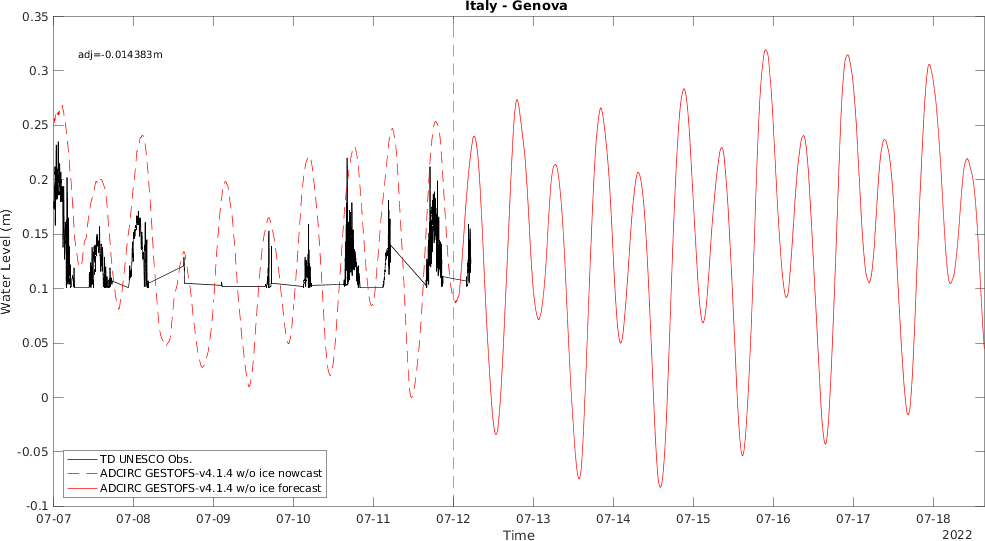 Italy - Genova
adj=-0.014383m
Water Level (m)
0.35
0.3
0.25
0.2
0.15
0.1
0.05
0
-0.05
-0.1
TD UNESCO Obs.
ADCIRC GESTOFS-v4.1.4 w/o ice nowcast
ADCIRC GESTOFS-v4.1.4 w/o ice forecast
07-07 07-08 07-09 07-10 07-11 07-12 07-13 07-14 07-15 07-16 07-17 07-18
Time
2022